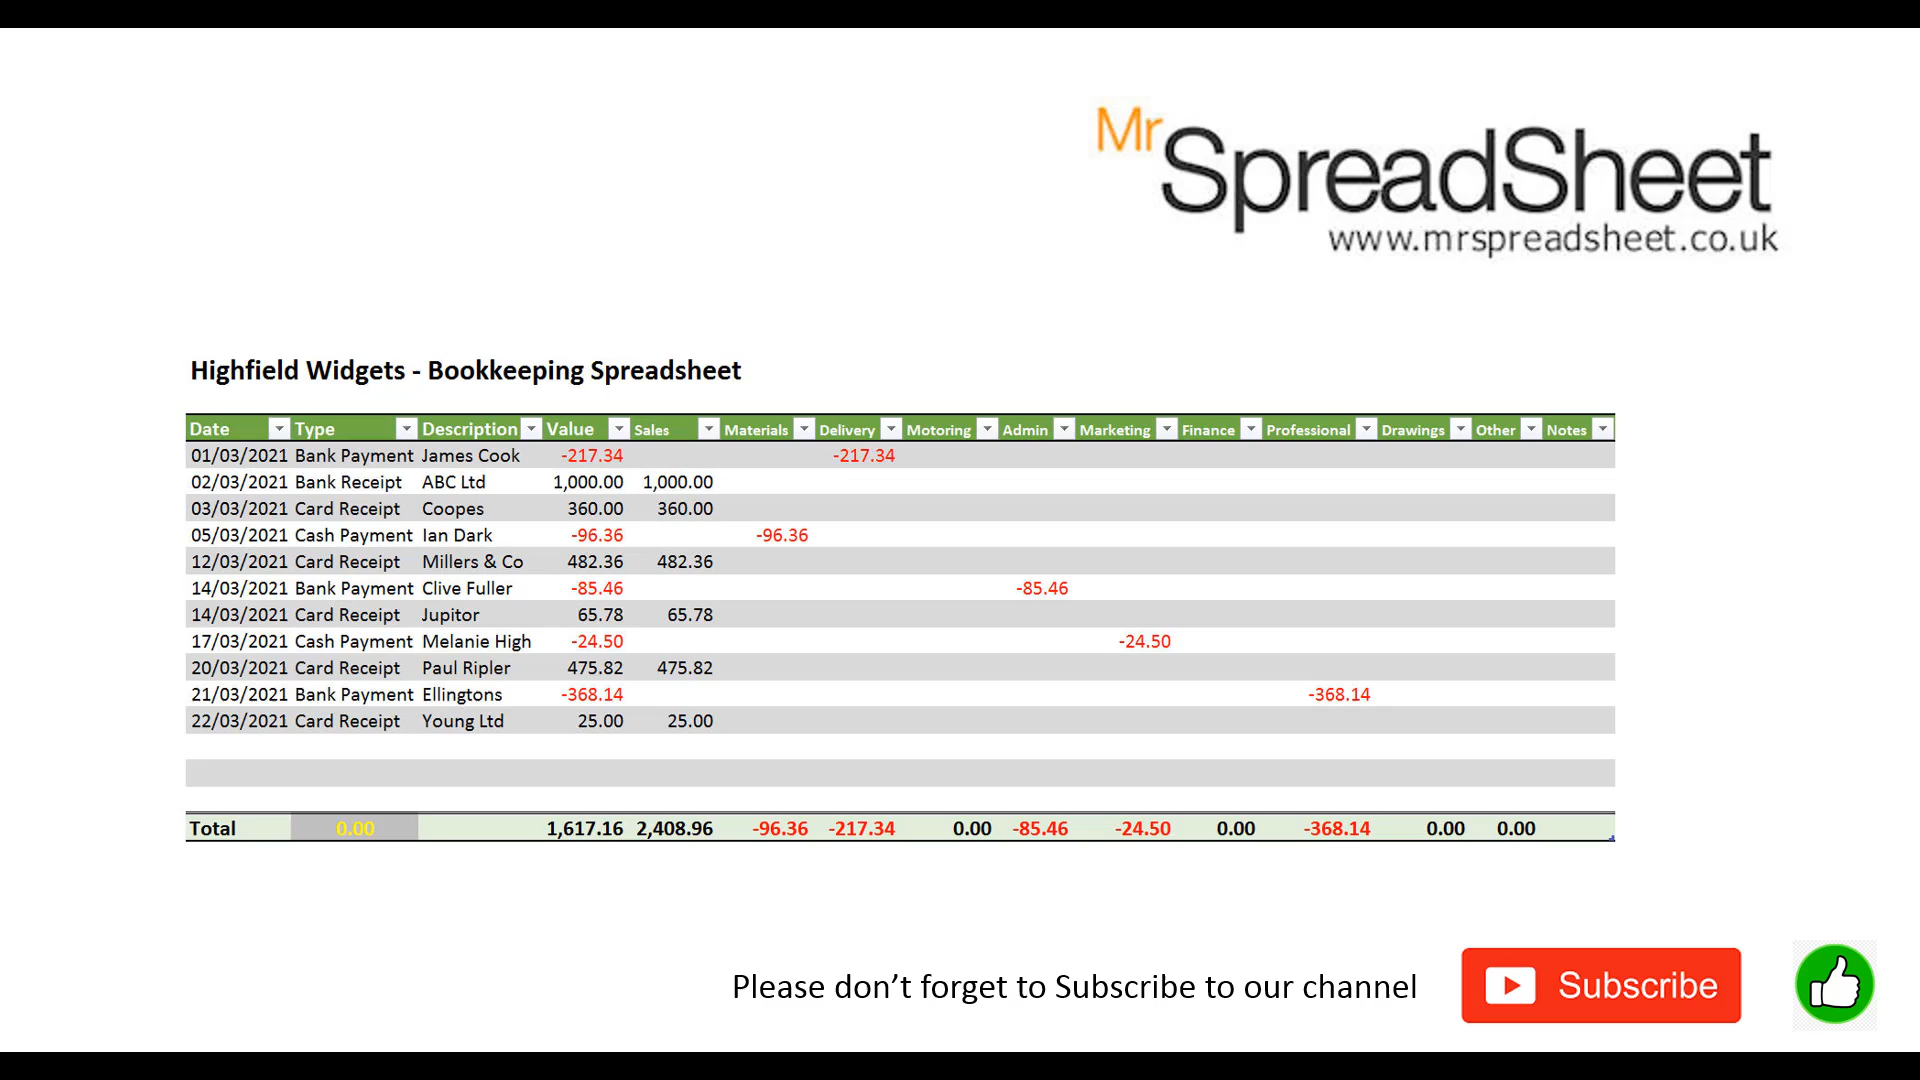 Mr
SpreadSheet
www.mrspreadsheet.co.uk
Highfield Widgets - Bookkeeping Spreadsheet
Date Type Description Value Sales Materials Delivery Motoring Admin Marketing Finance Professional Drawings Other Notes
01/03/2021 Bank Payment James Cook -217.34 -217.34
02/03/2021 Bank Receipt ABC Ltd 1,000.00 1,000.00
03/03/2021 Card Receipt Coopes 360.00 360.00
05/03/2021 Cash Payment Ian Dark -96.36 -96.36
12/03/2021 Card Receipt Millers & Co 482.36 482.36
14/03/2021 Bank Payment Clive Fuller -85.46 -85.46
14/03/2021 Card Receipt Jupitor 65.78 65.78
17/03/2021 Cash Payment Melanie High -24.50 -24.50
20/03/2021 Card Receipt Paul Ripler 475.82 475.82
21/03/2021 Bank Payment Ellingtons -368.14 -368.14
22/03/2021 Card Receipt Young Ltd 25.00 25.00
Total 0.00 1,617.16 2,408.96 -96.36 -217.34 0.00 -85.46 -24.50 0.00 -368.14 0.00 0.00
Please don’t forget to Subscribe to our channel
Subscribe